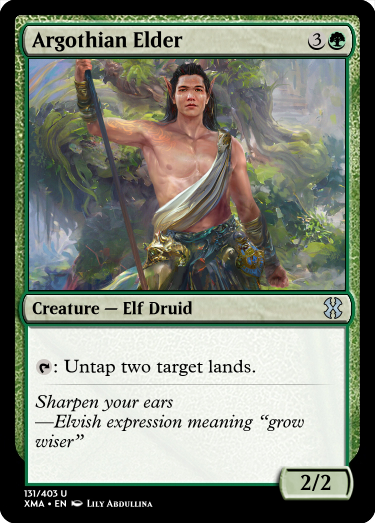 Argothian Elder 3
Creature — Elf Druid
: Untap two target lands.
Sharpen your ears
—Elvish expression meaning “grow
wiser”
2/2
131/403 U
XMA • EN Lily Abdullina